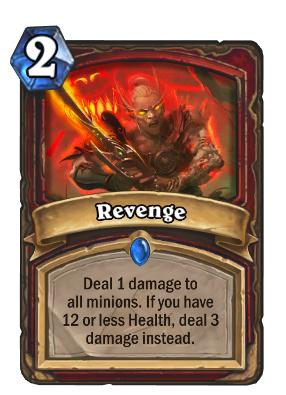 2
Revenge
Deal 1 damage to
all minions. If you have
12 or less Health, deal 3
damage instead.